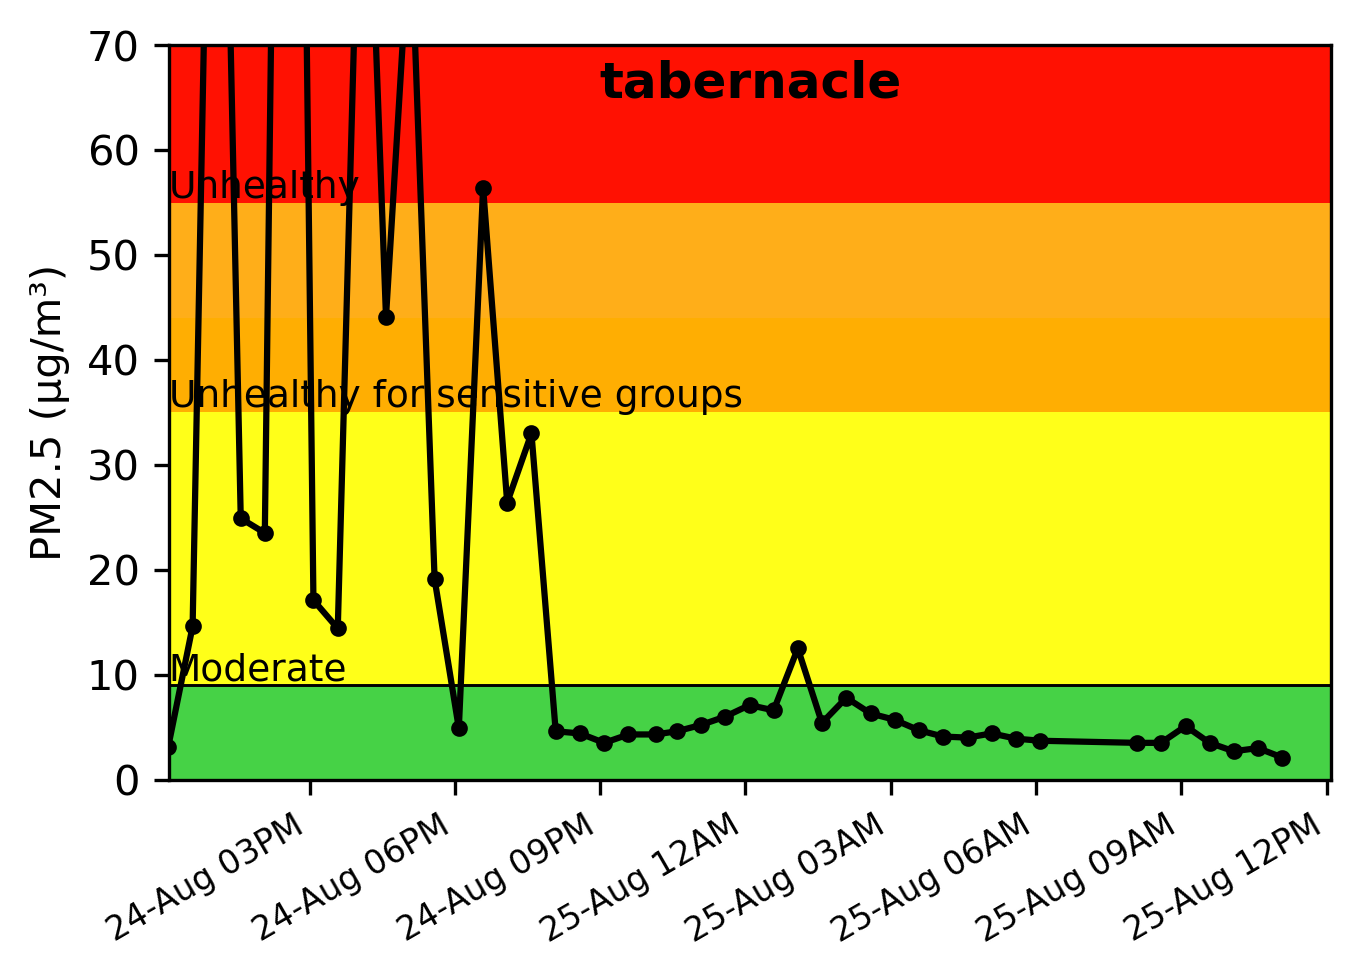 tabernacle
PM2.5 (µg/m³)
70
60
50
40
30
20
10
0
Unhealthy
Unhealthy for sensitive groups
Moderate
24-Aug 03PM
24-Aug 06PM
24-Aug 09PM
25-Aug 12AM
25-Aug 03AM
25-Aug 06AM
25-Aug 09AM
25-Aug 12PM